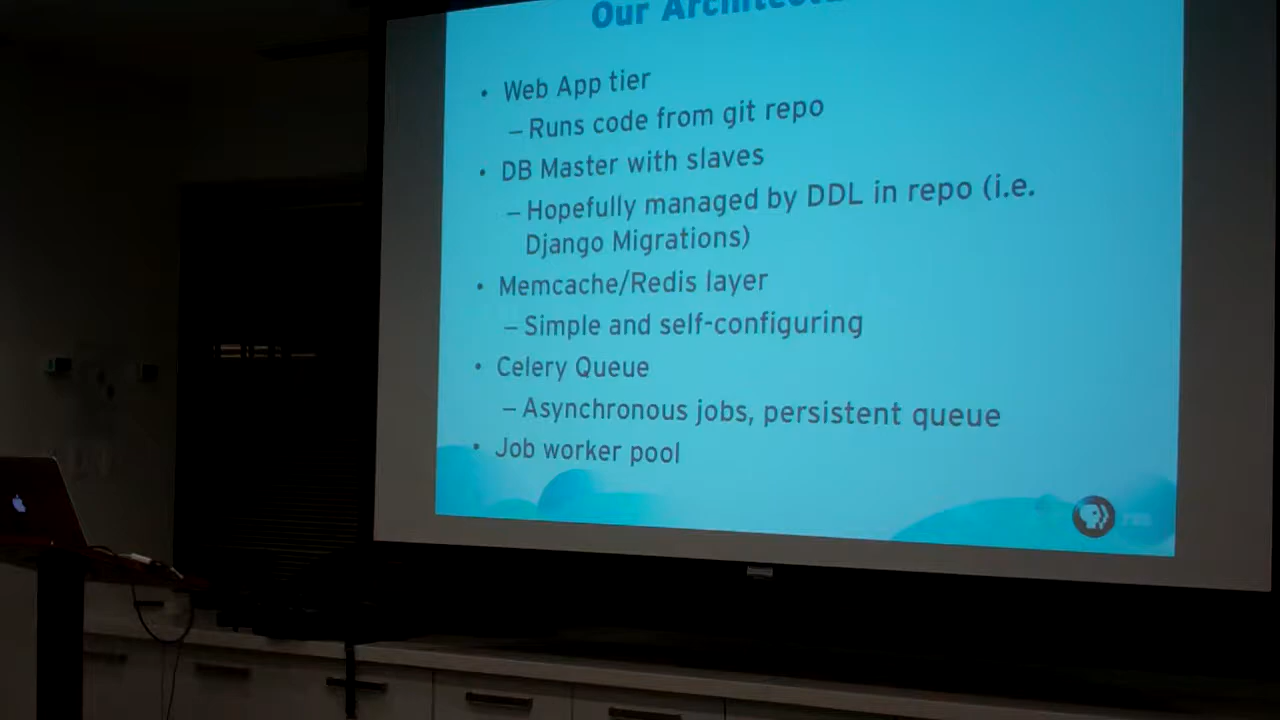 Our Architectu
• Web App tier
– Runs code from git repo
• DB Master with slaves
– Hopefully managed by DDL in repo (i.e.
Django Migrations)
• Memcache/Redis layer
– Simple and self-configuring
• Celery Queue
– Asynchronous jobs, persistent queue
• Job worker pool